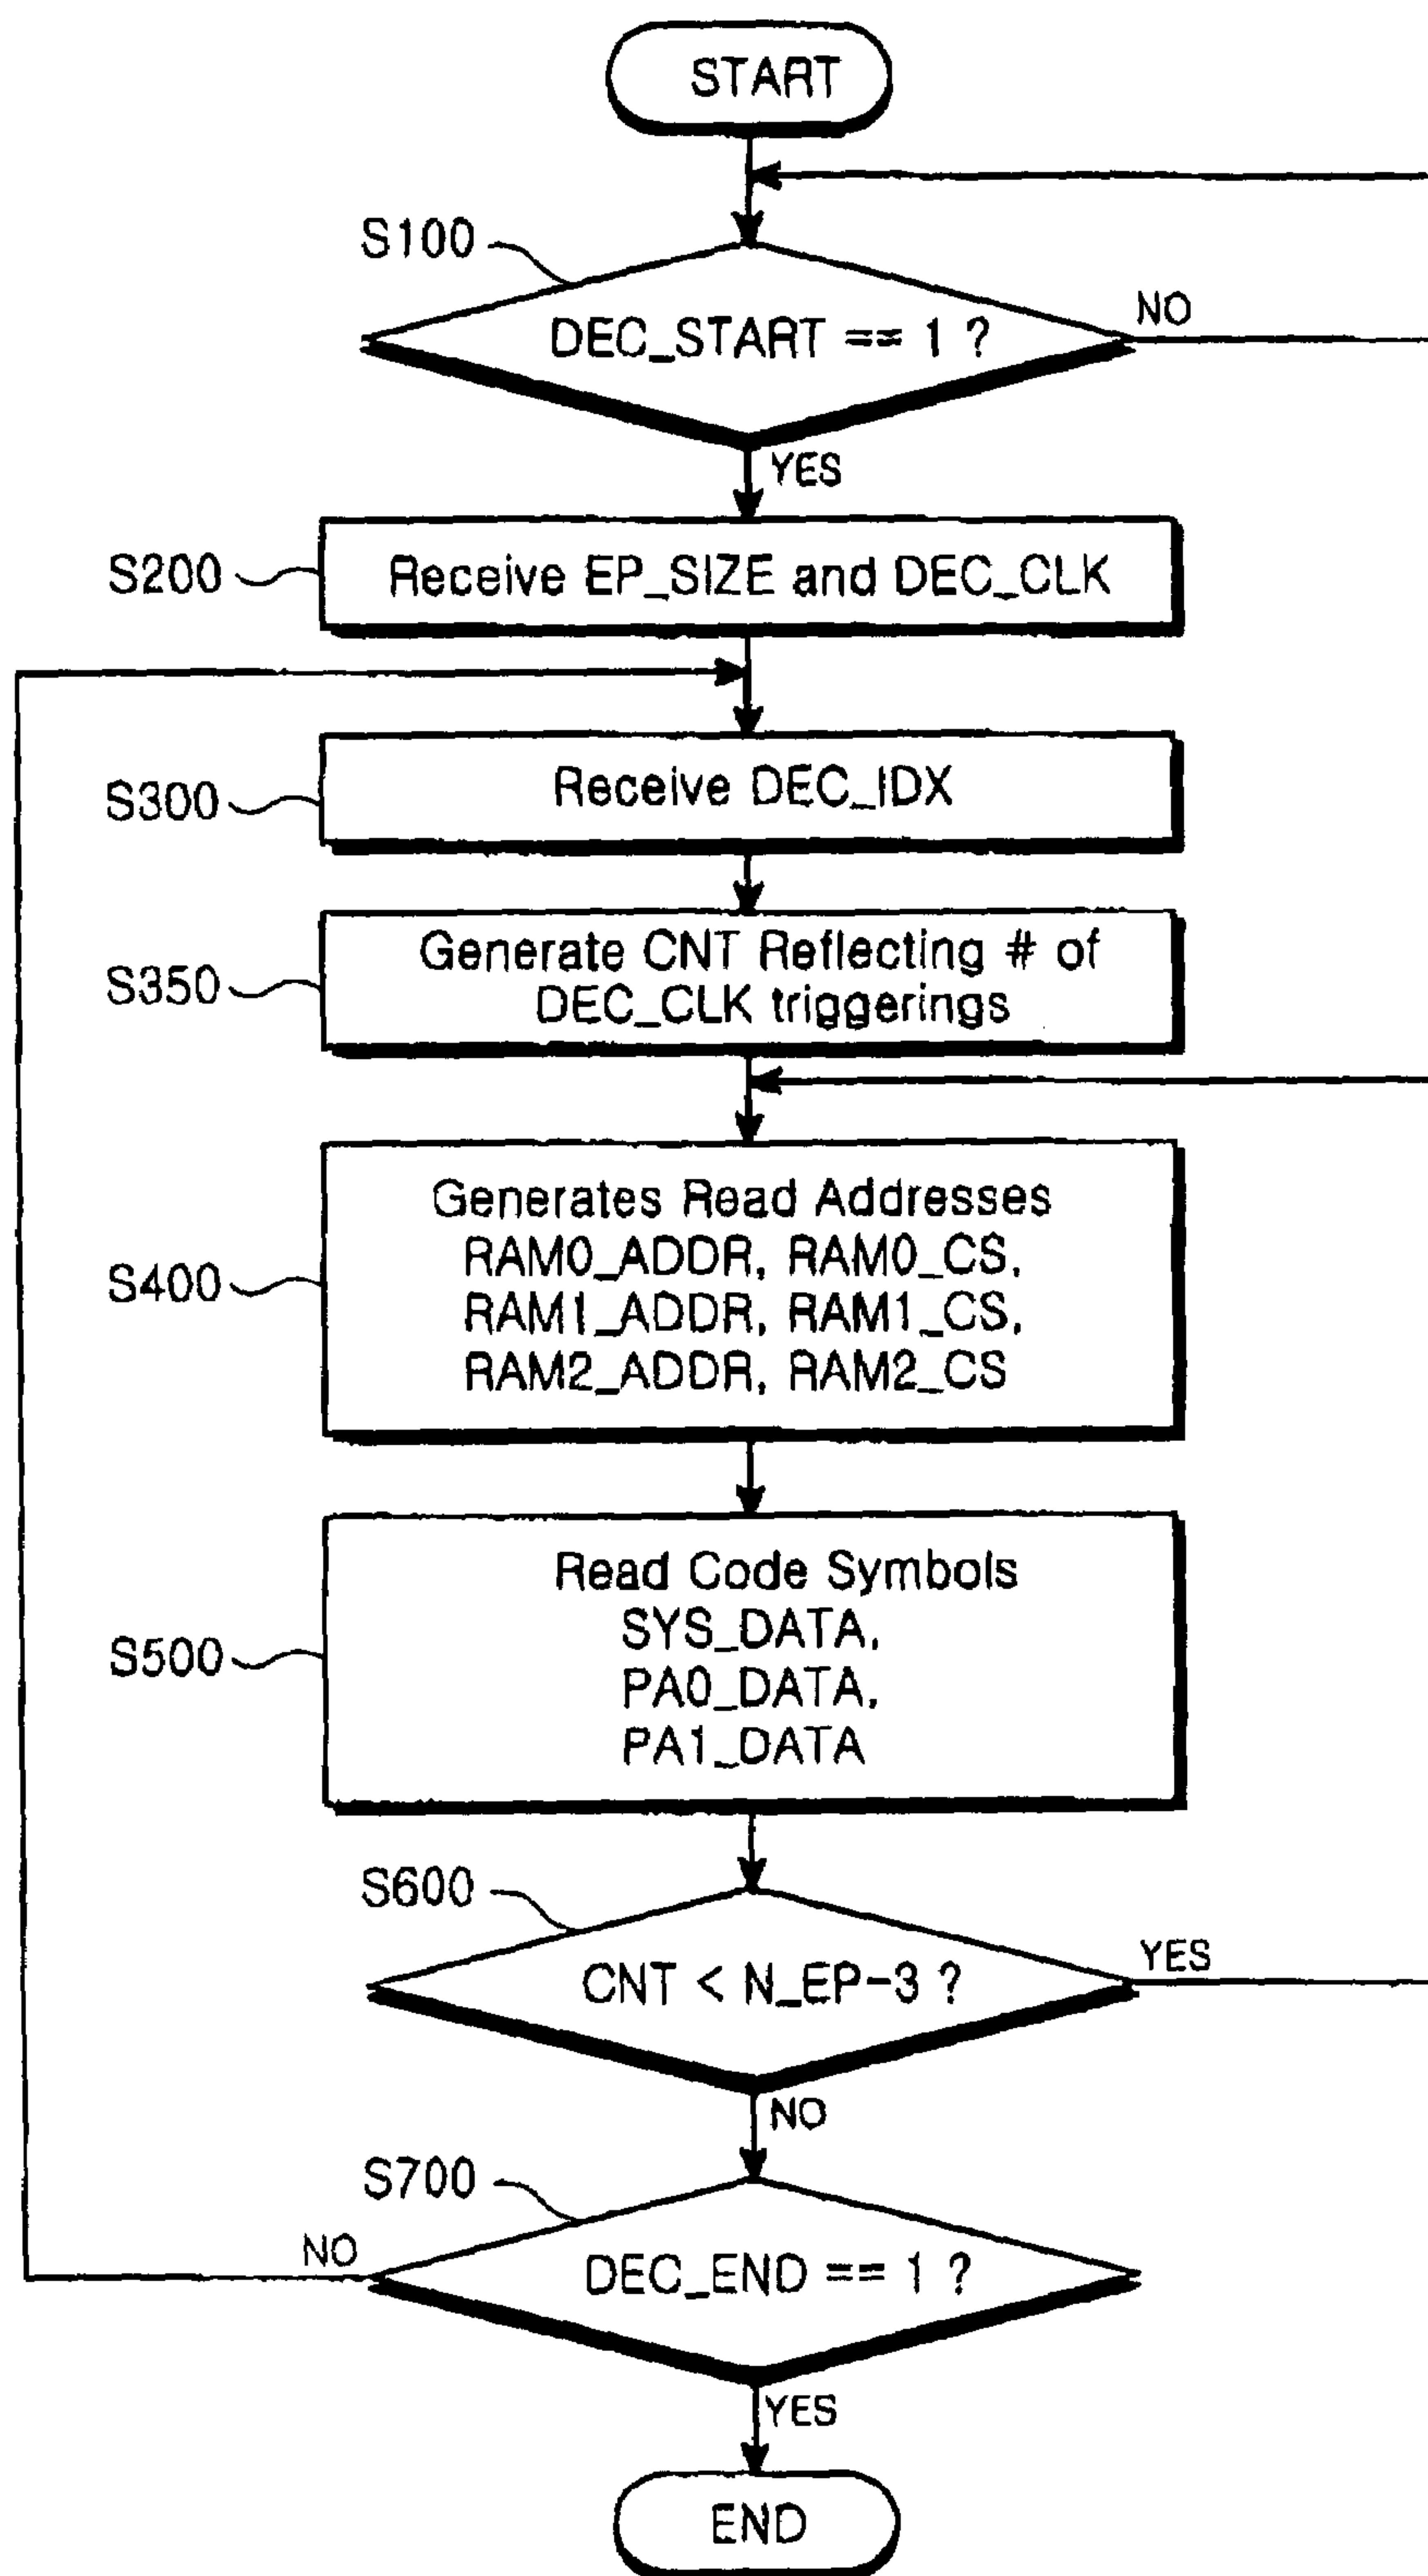 START
S100
DEC_START == 1 ?
NO
YES
S200
Receive EP_SIZE and DEC_CLK
S300
Receive DEC_IDX
S350
Generate CNT Reflecting # of
DEC_CLK triggerings
S400
Generates Read Addresses
RAM0_ADDR, RAM0_CS,
RAM1_ADDR, RAM1_CS,
RAM2_ADDR, RAM2_CS
S500
Read Code Symbols
SYS_DATA,
PA0_DATA,
PA1_DATA
S600
CNT < N_EP-3 ?
YES
NO
S700
NO
DEC_END == 1 ?
YES
END